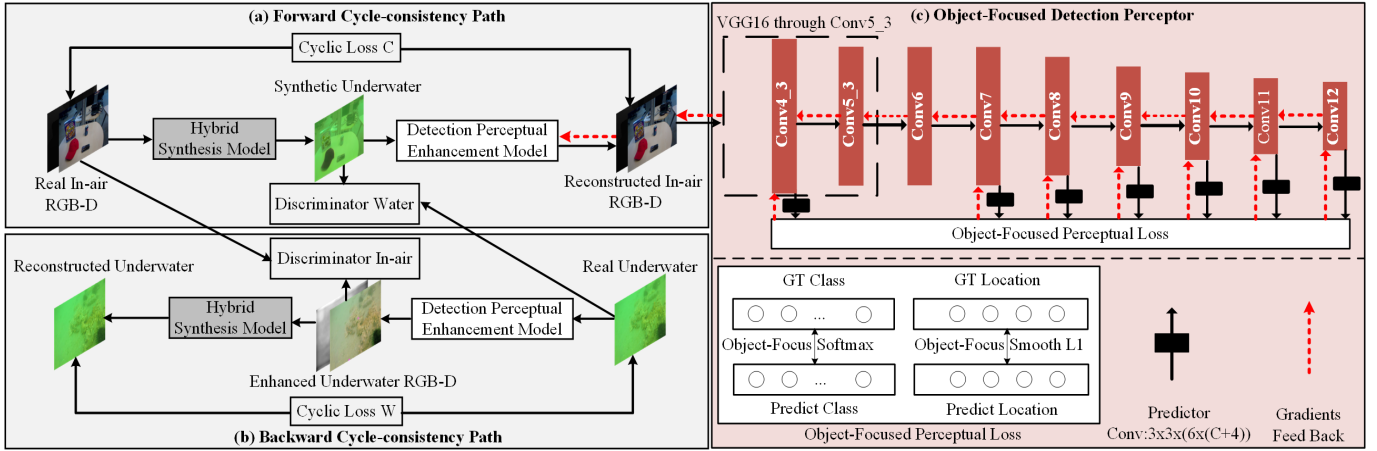 (a) Forward Cycle-consistency Path
Cyclic Loss C
Synthetic Underwater
Hybrid
Synthesis Model
Detection Perceptual
Enhancement Model
Real In-air
RGB-D
Discriminator Water
Reconstructed In-air
RGB-D
Reconstructed Underwater
Discriminator In-air
Real Underwater
Hybrid
Synthesis Model
Detection Perceptual
Enhancement Model
Enhanced Underwater RGB-D
Cyclic Loss W
(b) Backward Cycle-consistency Path
(c) Object-Focused Detection Perceptor
VGG16 through Conv5_3
Conv4_3
Conv5_3
Conv6
Conv7
Conv8
Conv9
Conv10
Conv11
Conv12
Object-Focused Perceptual Loss
GT Class
GT Location
...
Object-Focus Softmax
Object-Focus Smooth L1
...
Predict Class
Predict Location
Object-Focused Perceptual Loss
Predictor
Conv:3x3x(6x(C+4))
Gradients
Feed Back